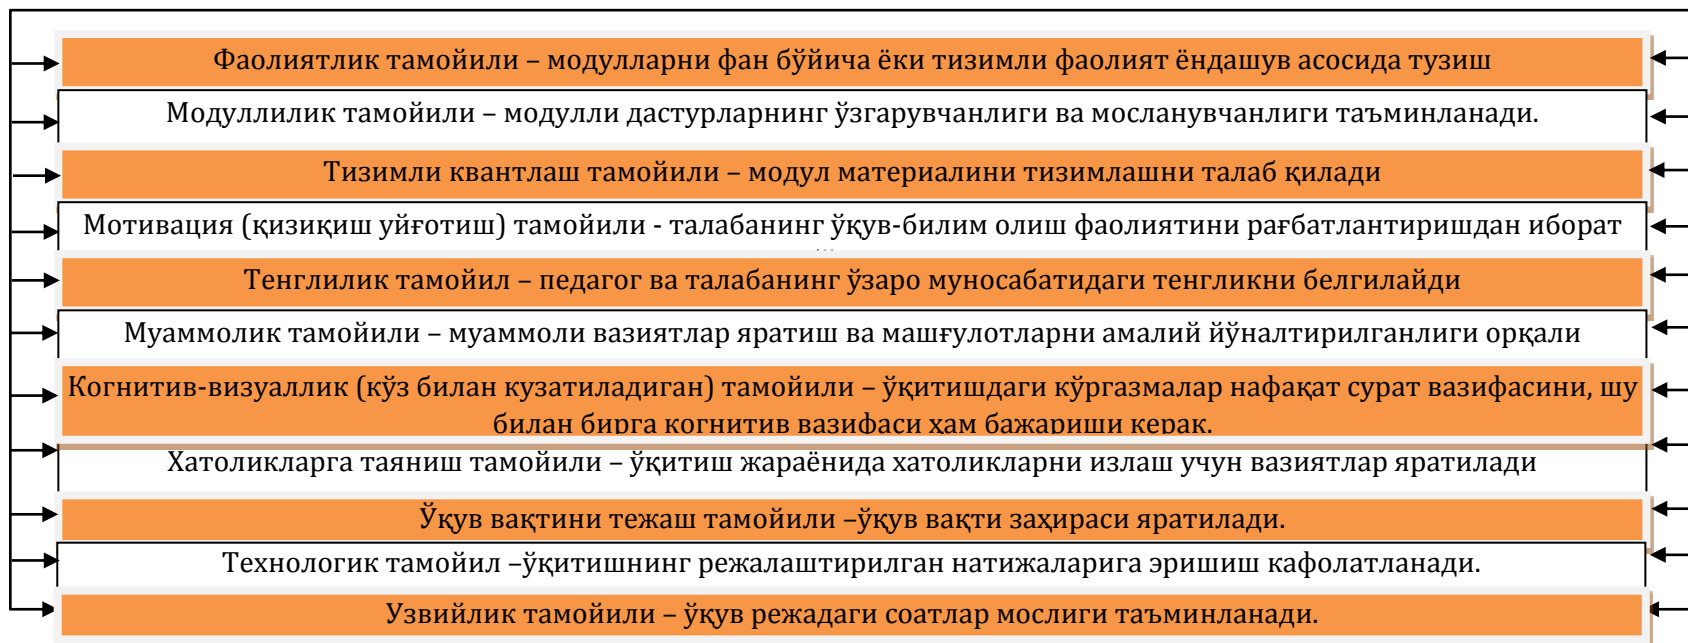 Фаолиятлик тамойили – модулларни фан бўйича ёки тизимли фаолият ёндашув асосида тузиш
Модуллилик тамойили – модулли дастурларнинг ўзгарувчанлиги ва мосланувчанлиги таъминланади.
Тизимли квантлаш тамойили – модул материалини тизимлашни талаб қилади
Мотивация (қизиқиш уйғотиш) тамойили - талабанинг ўқув-билим олиш фаолиятини рағбатлантиришдан иборат
Тенглилик тамойил – педагог ва талабанинг ўзаро муносабатидаги тенгликни белгилайди
Муаммолик тамойили – муаммоли вазиятлар яратиш ва машғулотларни амалий йўналтирилганлиги орқали
Когнитив-визуаллик (кўз билан кузатиладиган) тамойили – ўқитишдаги кўргазмалар нафақат сурат вазифасини, шу
билан бирга когнитив вазифаси ҳам бажариши керак.
Хатоликларга таяниш тамойили – ўқитиш жараёнида хатоликларни излаш учун вазиятлар яратилади
Ўқув вақтини тежаш тамойили –ўқув вақти заҳираси яратилади.
Технологик тамойил –ўқитишнинг режалаштирилган натижаларига эришиш кафолатланади.
Узвийлик тамойили – ўқув режадаги соатлар мослиги таъминланади.